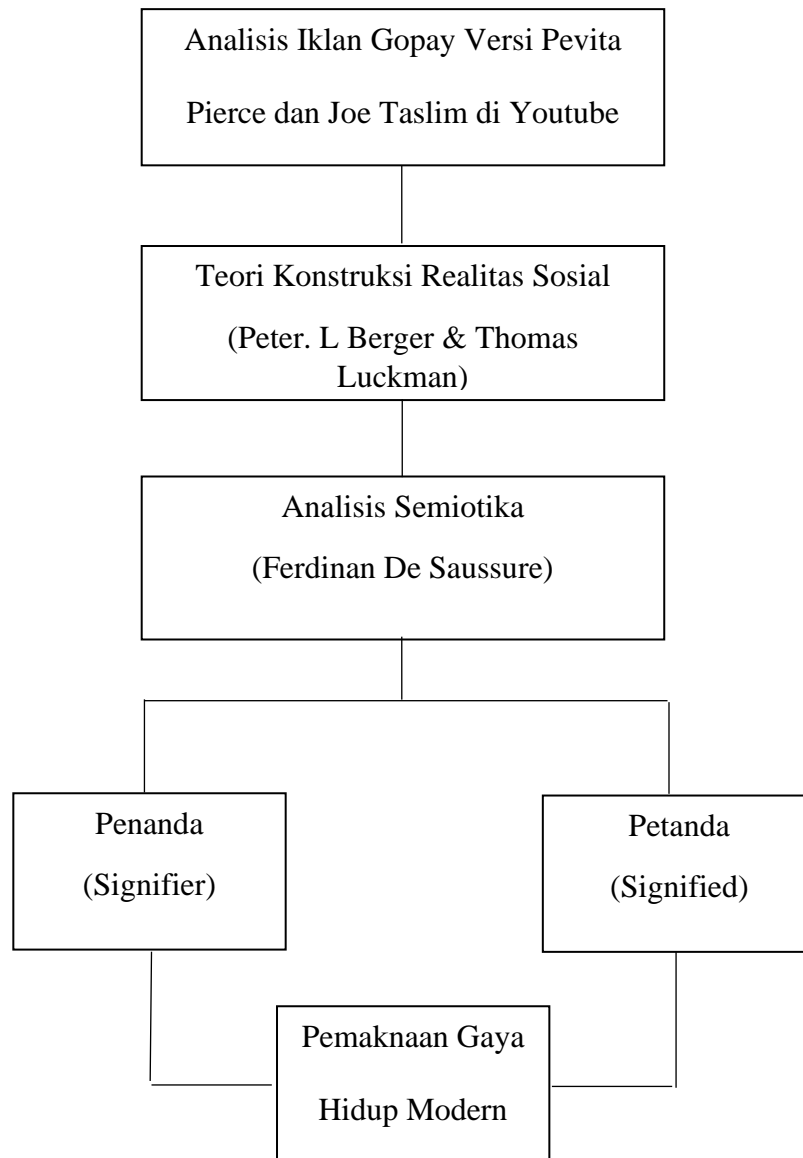 Analisis Iklan Gopay Versi Pevita
Pierce dan Joe Taslim di Youtube
Teori Konstruksi Realitas Sosial
(Peter. L Berger & Thomas
Luckman)
Analisis Semiotika
(Ferdinan De Saussure)
Penanda
(Signifier)
Petanda
(Signified)
Pemaknaan Gaya
Hidup Modern